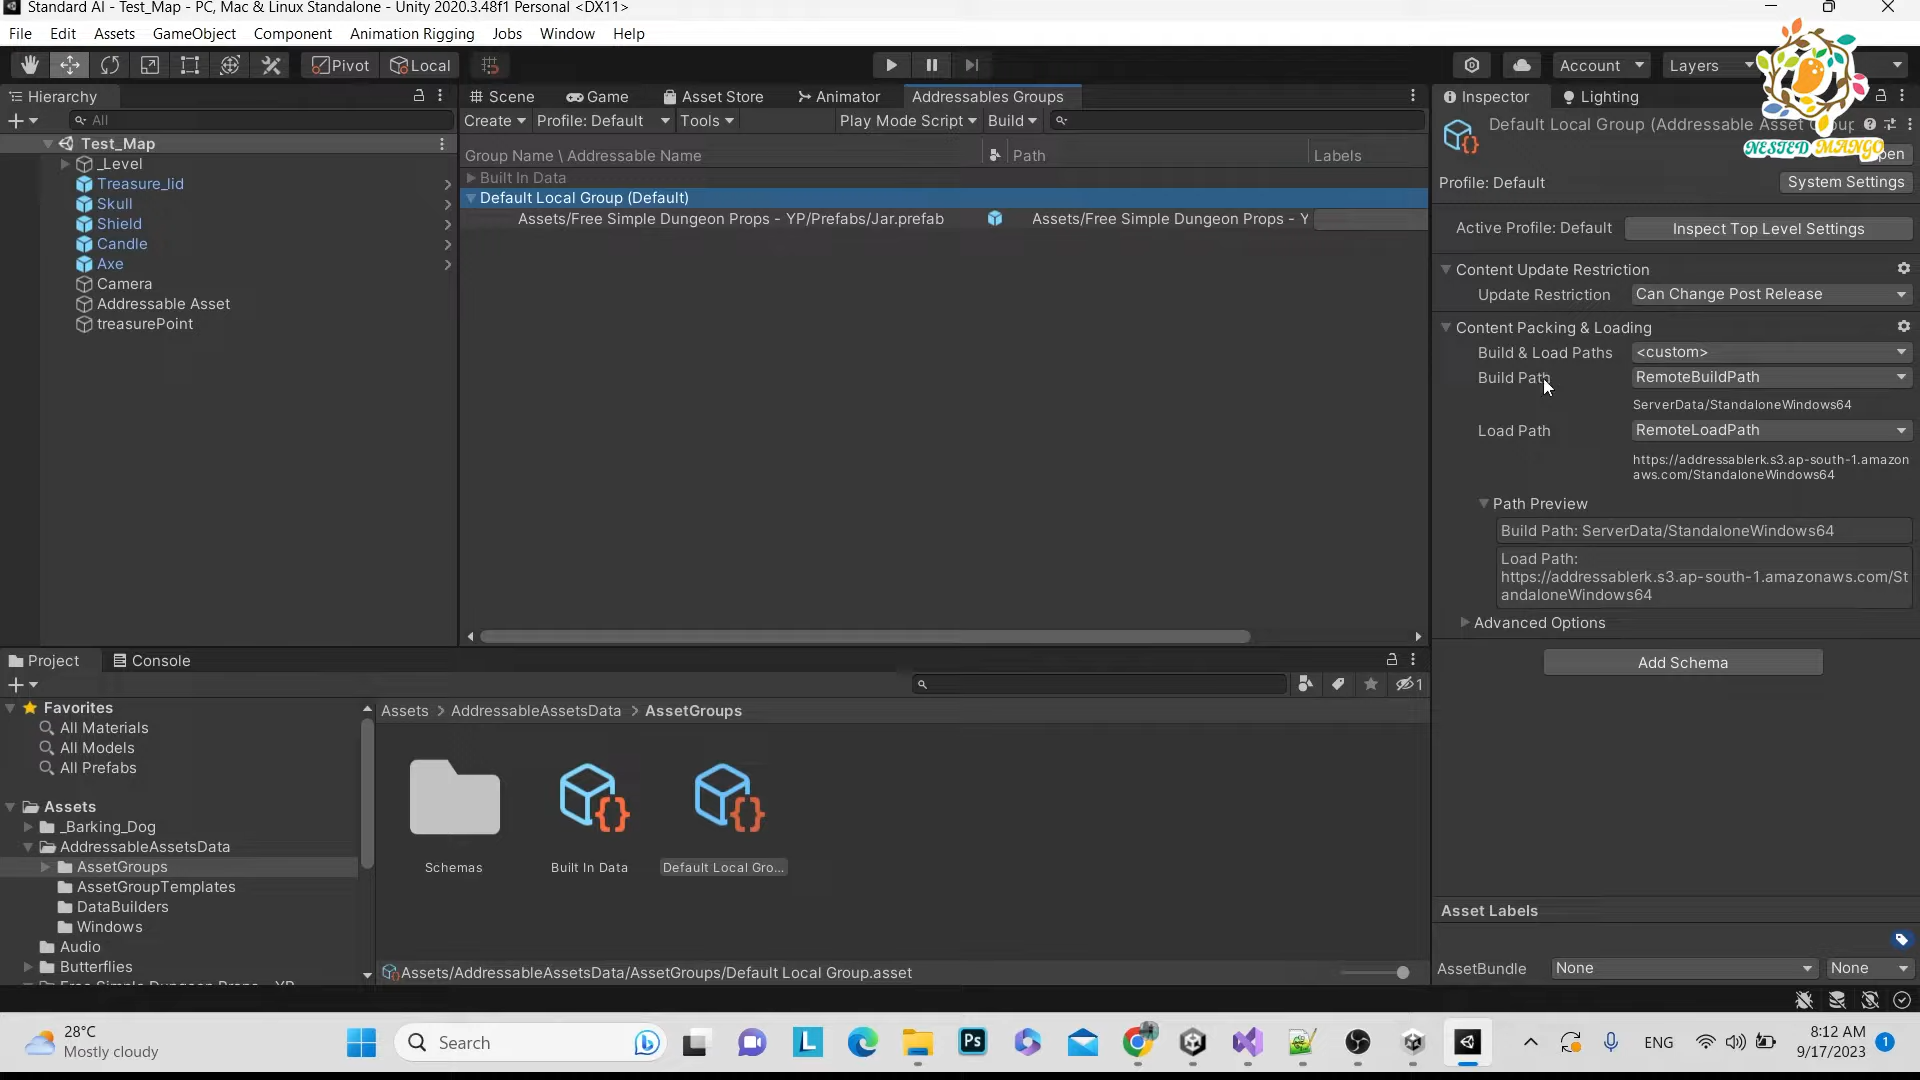 Standard AI - Test_Map - PC, Mac & Linux Standalone - Unity 2020.3.48f1 Personal <DX11>
File Edit Assets GameObject Component Animation Rigging Jobs Window Help
Pivot Local Account Layers
Hierarchy
All
Test_Map
_Level
Treasure_lid
Skull
Shield
Candle
Axe
Camera
Addressable Asset
treasurePoint
Scene Game Asset Store Animator Addressables Groups
Create Profile: Default Tools Play Mode Script Build
Group Name \ Addressable Name Path Labels
Built In Data
Default Local Group (Default)
Assets/Free Simple Dungeon Props - YP/Prefabs/Jar.prefab Assets/Free Simple Dungeon Props - Y
Inspector Lighting
Default Local Group (Addressable Asset Group
NESTED MANGO
Profile: Default System Settings
Active Profile: Default Inspect Top Level Settings
Content Update Restriction
Update Restriction Can Change Post Release
Content Packing & Loading
Build & Load Paths <custom>
Build Path RemoteBuildPath
ServerData/StandaloneWindows64
Load Path RemoteLoadPath
https://addressablerk.s3.ap-south-1.amazon
aws.com/StandaloneWindows64
Path Preview
Build Path: ServerData/StandaloneWindows64
Load Path:
https://addressablerk.s3.ap-south-1.amazonaws.com/St
andaloneWindows64
Advanced Options
Add Schema
Asset Labels
AssetBundle None None
Project Console
1
Favorites
All Materials
All Models
All Prefabs
Assets
_Barking_Dog
AddressableAssetsData
AssetGroups
AssetGroupTemplates
DataBuilders
Windows
Audio
Butterflies
Assets > AddressableAssetsData > AssetGroups
Schemas Built In Data Default Local Gro...
Assets/AddressableAssetsData/AssetGroups/Default Local Group.asset
28°C
Mostly cloudy
Search
ENG
8:12 AM
9/17/2023
1